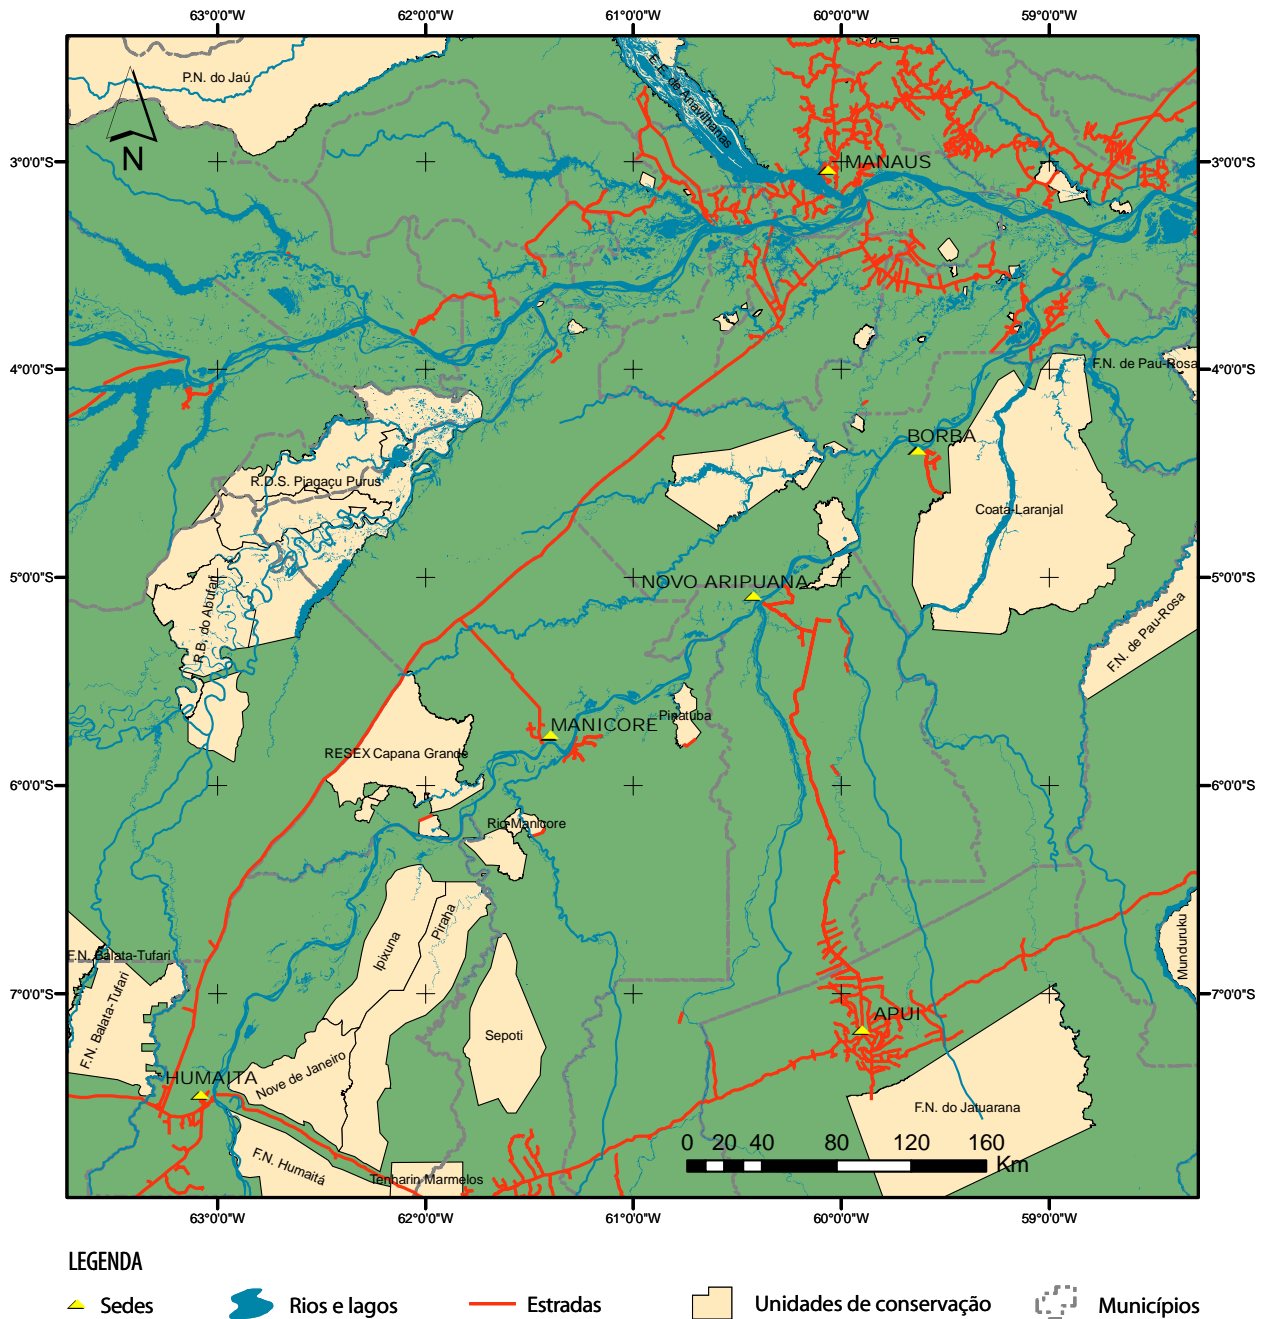 63°0'0"W 62°0'0"W 61°0'0"W 60°0'0"W 59°0'0"W
P.N. do Jaú
E.E. de Anavilhanas
N
3°0'0"S MANAUS 3°0'0"S
4°0'0"S F.N. de Pau-Rosa 4°0'0"S
BORBA
R.D.S. Piagaçu Purus
Coatá-Laranjal
5°0'0"S NOVO ARIPUANA 5°0'0"S
R.B. do Abufari
F.N. de Pau-Rosa
Pinatuba
MANICORE
RESEX Capana Grande
6°0'0"S 6°0'0"S
Rio Manicore
Piraha
Ipixuna
Munduruku
F.N. Balata-Tufari
F.N. Balata-Tufari
7°0'0"S 7°0'0"S
APUI
Sepoti
Nove de Janeiro
HUMAITA
F.N. do Jatuarana
F.N. Humaitá
Tenharin Marmelos
0 20 40 80 120 160
Km
63°0'0"W 62°0'0"W 61°0'0"W 60°0'0"W 59°0'0"W
LEGENDA
Sedes Rios e lagos Estradas Unidades de conservação Municípios